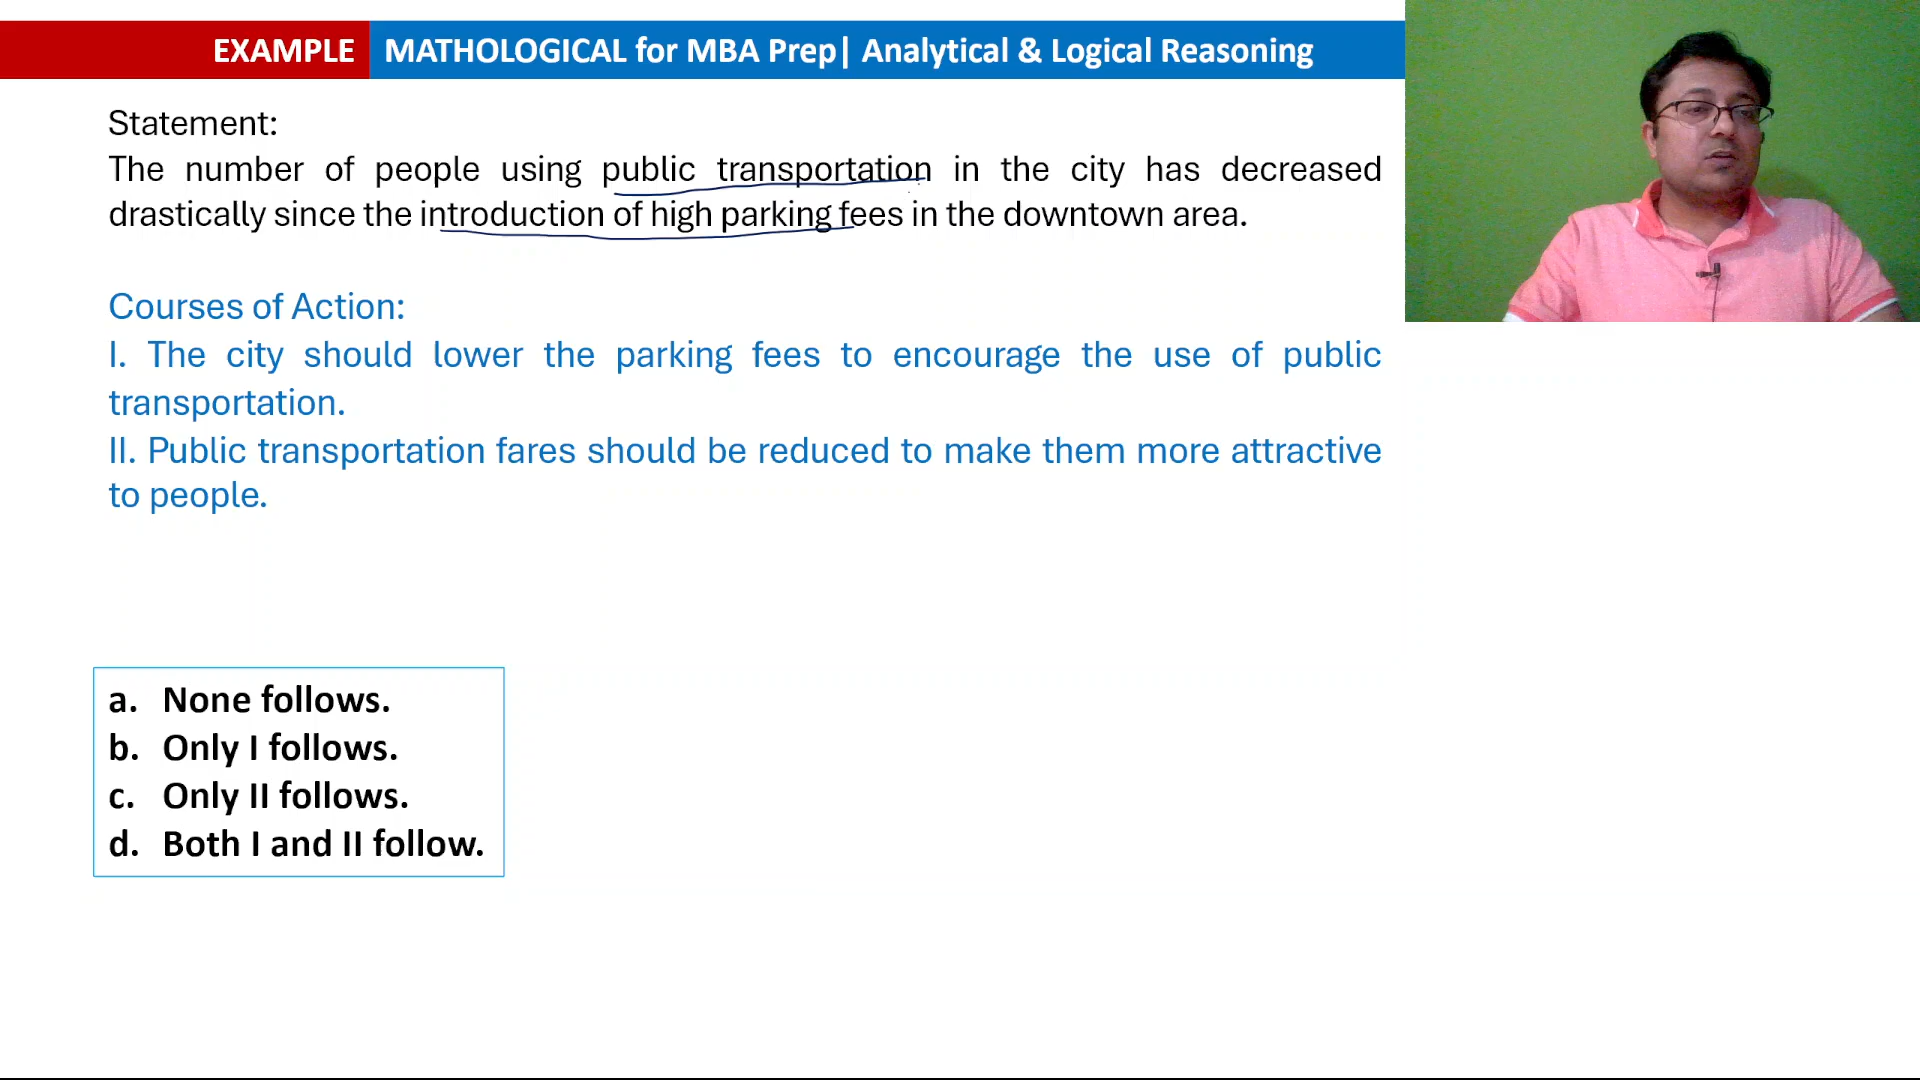 EXAMPLE MATHOLOGICAL for MBA Prep| Analytical & Logical Reasoning
Statement:
The number of people using public transportation in the city has decreased
drastically since the introduction of high parking fees in the downtown area.
Courses of Action:
I. The city should lower the parking fees to encourage the use of public
transportation.
II. Public transportation fares should be reduced to make them more attractive
to people.
a. None follows.
b. Only I follows.
c. Only II follows.
d. Both I and II follow.